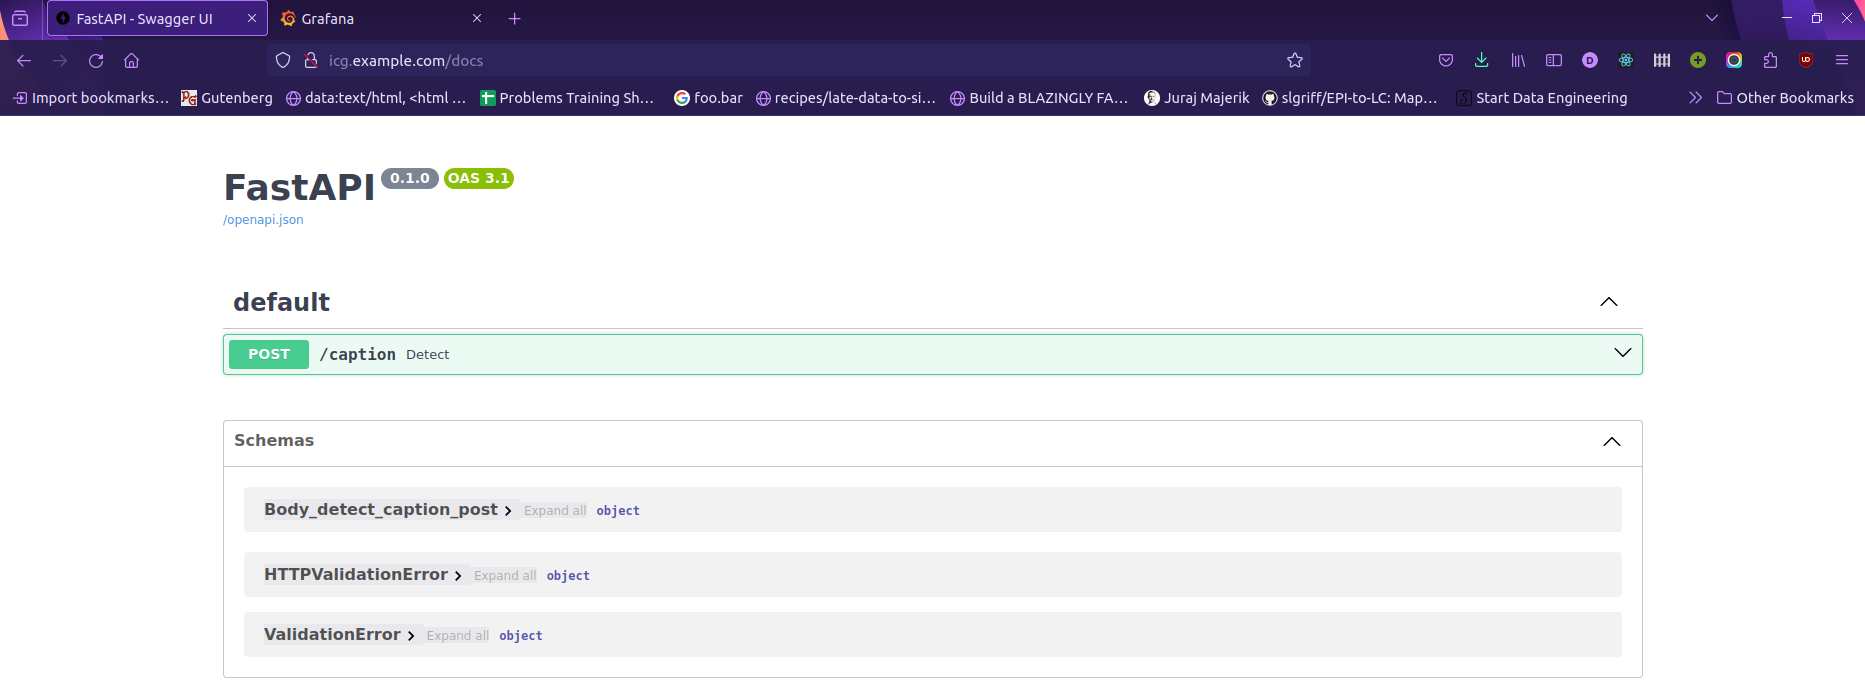 FastAPI - Swagger UI
Grafana
icg.example.com/docs
Import bookmarks... Gutenberg data:text/html, <html ... Problems Training Sh... foo.bar recipes/late-data-to-si... Build a BLAZINGLY FA... Juraj Majerik slgriff/EPI-to-LC: Map... Start Data Engineering Other Bookmarks
FastAPI 0.1.0 OAS 3.1
/openapi.json
default
POST /caption Detect
Schemas
Body_detect_caption_post Expand all object
HTTPValidationError Expand all object
ValidationError Expand all object